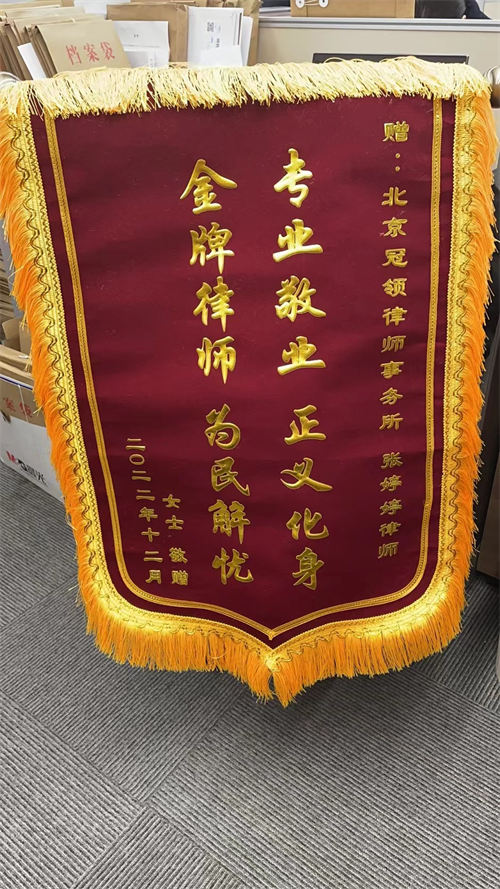 赠：北京冠领律师事务所 张婷婷律师
专业敬业 正义化身
金牌律师 为民解忧
女士 敬赠
二〇二二年十二月
档案袋